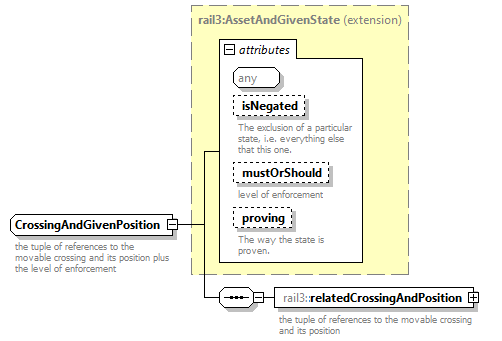 rail3:AssetAndGivenState (extension)
attributes
any
isNegated
The exclusion of a particular
state, i.e. everything else
that this one.
mustOrShould
level of enforcement
proving
The way the state is
proven.
CrossingAndGivenPosition
the tuple of references to the
movable crossing and its position plus
the level of enforcement
rail3::relatedCrossingAndPosition
the tuple of references to the movable crossing
and its position